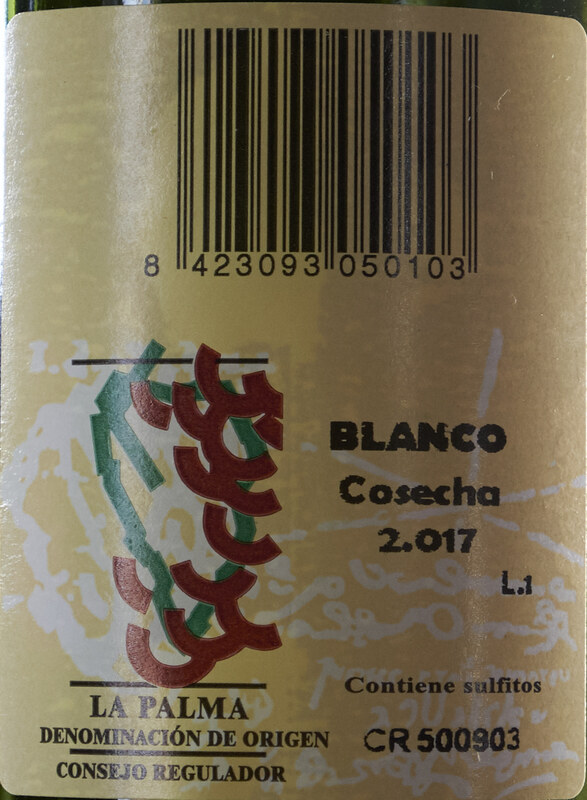 8 423093 050103
BLANCO
Cosecha
2.017
L.1
Contiene sulfitos
CR 500903
LA PALMA
DENOMINACIÓN DE ORIGEN
CONSEJO REGULADOR